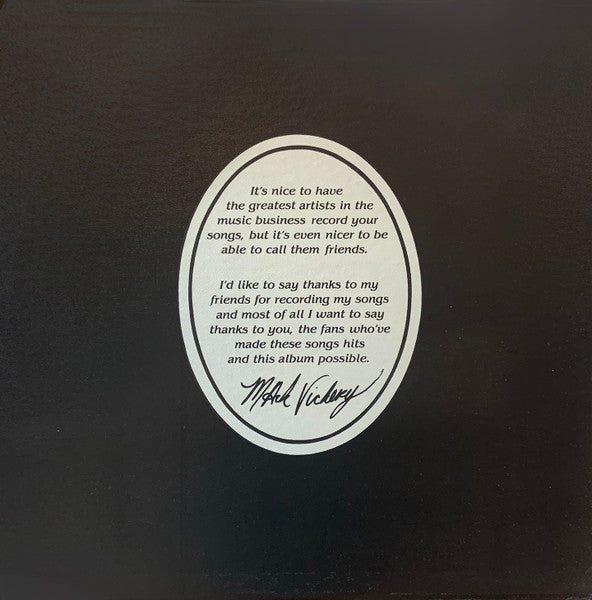 It's nice to have
the greatest artists in the
music business record your
songs, but it's even nicer to be
able to call them friends.
I'd like to say thanks to my
friends for recording my songs
and most of all I want to say
thanks to you, the fans who've
made these songs hits
and this album possible.
Mack Vickery